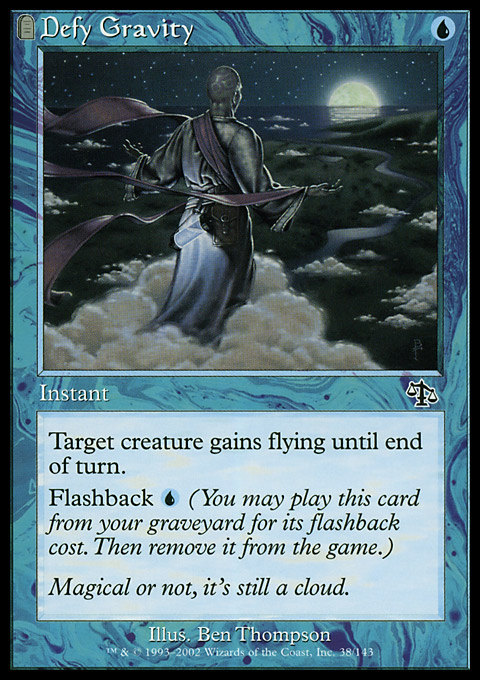 Defy Gravity
Instant
Target creature gains flying until end
of turn.
Flashback (You may play this card
from your graveyard for its flashback
cost. Then remove it from the game.)
Magical or not, it's still a cloud.
Illus. Ben Thompson
™ & © 1993–2002 Wizards of the Coast, Inc. 38/143